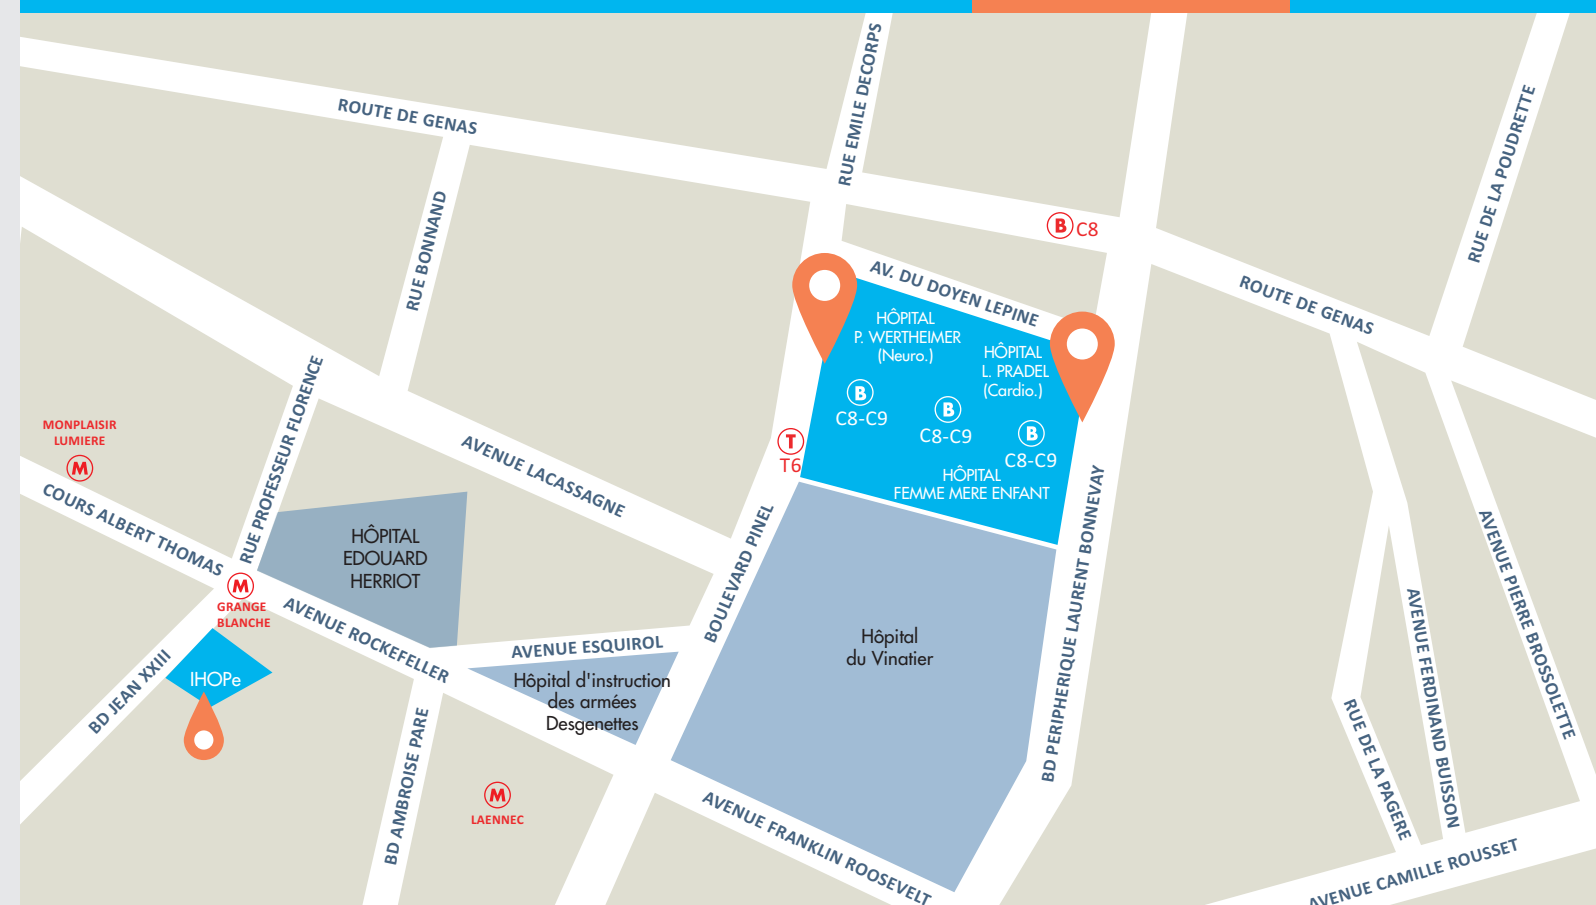 RUE EMILE DECORPS
ROUTE DE GENAS
RUE DE LA POUDRETTE
RUE BONNAND
B C8
AV. DU DOYEN LEPINE
ROUTE DE GENAS
HÔPITAL
P. WERTHEIMER
(Neuro.)
HÔPITAL
L. PRADEL
(Cardio.)
B
C8-C9
B
C8-C9
B
C8-C9
HÔPITAL
FEMME MERE ENFANT
T
T6
MONPLAISIR
LUMIERE
M
RUE PROFESSEUR FLORENCE
AVENUE LACASSAGNE
COURS ALBERT THOMAS
HÔPITAL
EDOUARD
HERRIOT
M
GRANGE
BLANCHE
AVENUE ROCKEFELLER
AVENUE ESQUIROL
BOULEVARD PINEL
BD PERIPHERIQUE LAURENT BONNEVAY
AVENUE PIERRE BROSSOLETTE
AVENUE FERDINAND BUISSON
RUE DE LA PAGERE
Hôpital
du Vinatier
IHOPe
BD JEAN XXIII
Hôpital d'instruction
des armées
Desgenettes
BD AMBROISE PARE
M
LAENNEC
AVENUE FRANKLIN ROOSEVELT
AVENUE CAMILLE ROUSSET